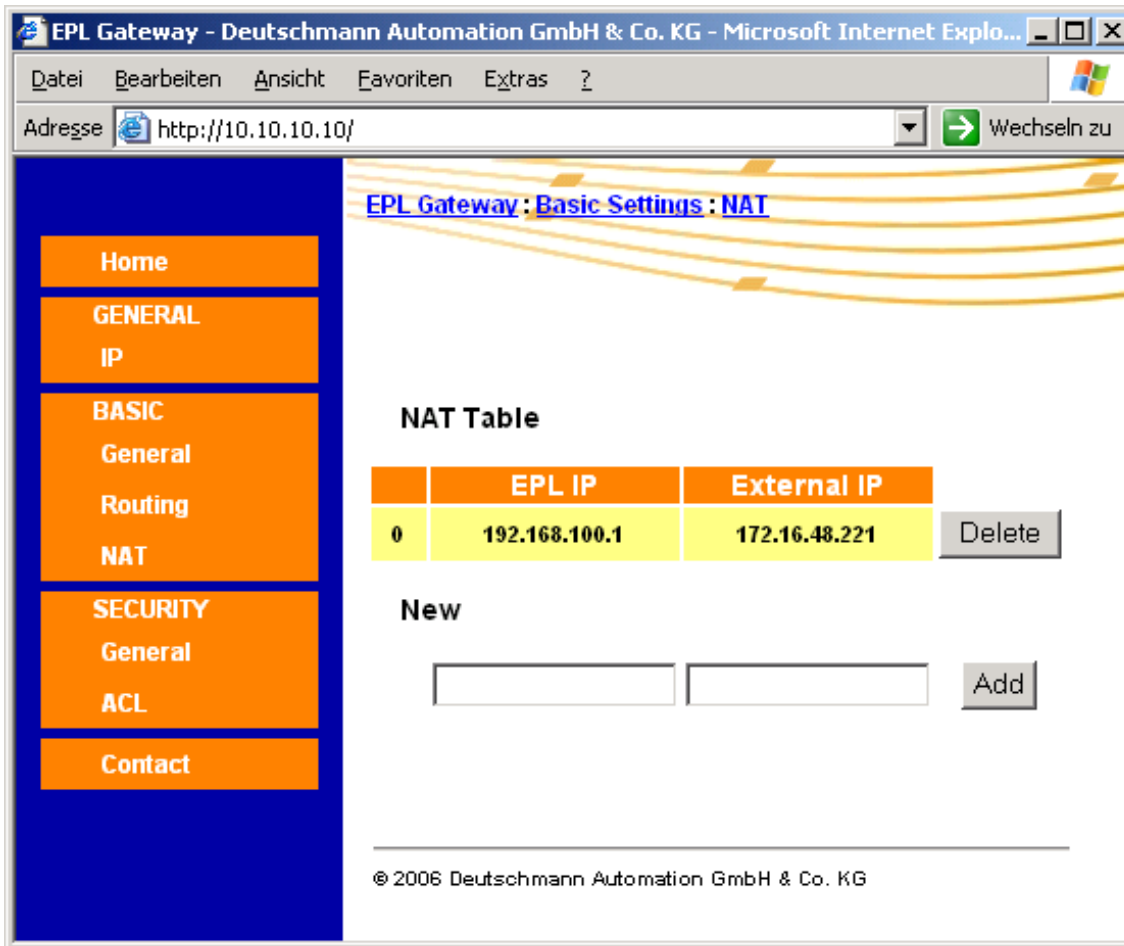 EPL Gateway - Deutschmann Automation GmbH & Co. KG - Microsoft Internet Explo...
Datei Bearbeiten Ansicht Favoriten Extras ?
Adresse http://10.10.10.10/ Wechseln zu
EPL Gateway : Basic Settings : NAT
Home
GENERAL
IP
BASIC
General
Routing
NAT
SECURITY
General
ACL
Contact
NAT Table
EPL IP External IP
0 192.168.100.1 172.16.48.221 Delete
New
Add
© 2006 Deutschmann Automation GmbH & Co. KG